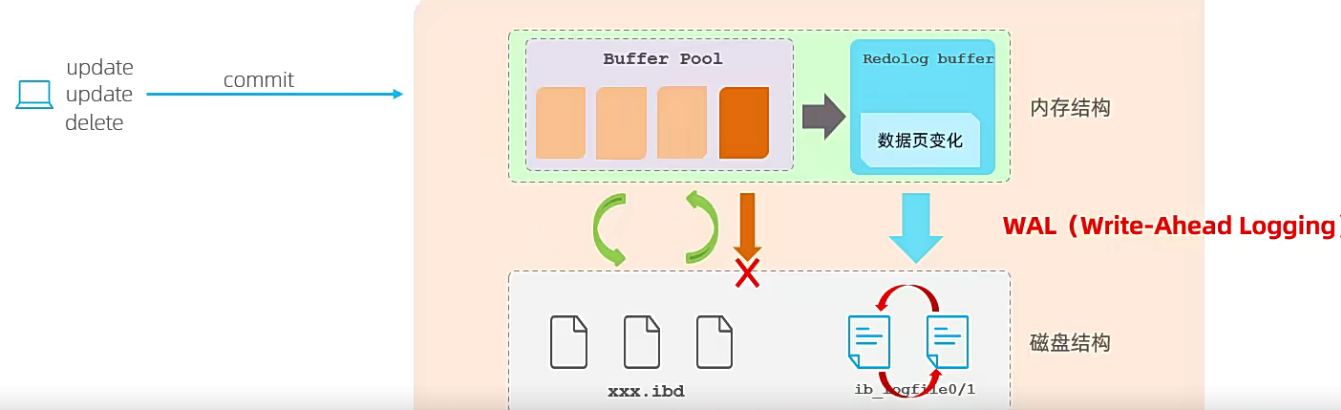 update
update
delete
commit
Buffer Pool
Redolog buffer
数据页变化
内存结构
WAL（Write-Ahead Logging）
xxx.ibd
ib_logfile0/1
磁盘结构